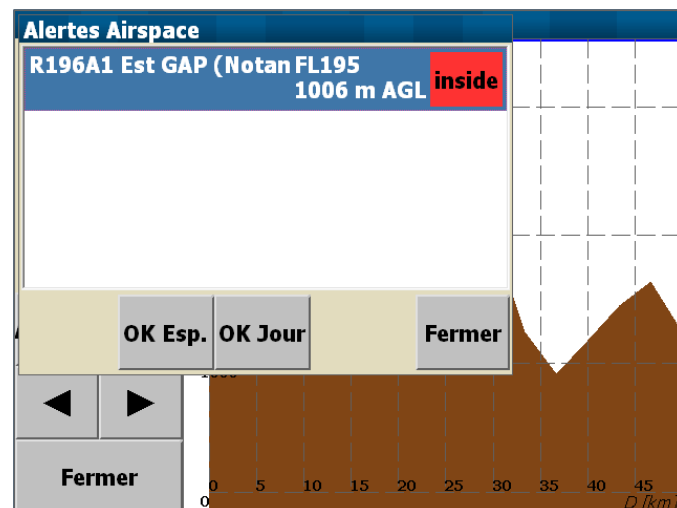 Alertes Airspace
R196A1 Est GAP (Notan FL195
1006 m AGL
inside
OK Esp.
OK Jour
Fermer
Fermer
0
0 5 10 15 20 25 30 35 40 45
D [km]